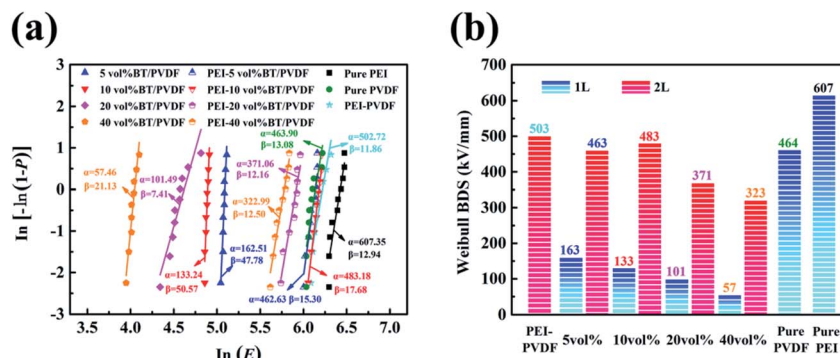 (a)
3
2
1
0
-1
-2
-3
ln [-ln(1-P)]
5 vol%BT/PVDF
10 vol%BT/PVDF
20 vol%BT/PVDF
40 vol%BT/PVDF
PEI-5 vol%BT/PVDF
PEI-10 vol%BT/PVDF
PEI-20 vol%BT/PVDF
PEI-40 vol%BT/PVDF
Pure PEI
Pure PVDF
PEI-PVDF
α=57.46
β=21.13
α=101.49
β=7.41
α=133.24
β=50.57
α=162.51
β=47.78
α=322.99
β=12.50
α=371.06
β=12.16
α=463.90
β=13.08
α=502.72
β=11.86
α=607.35
β=12.94
α=483.18
β=17.68
α=462.63 β=15.30
3.5 4.0 4.5 5.0 5.5 6.0 6.5 7.0
ln (E)
(b)
700
600
500
400
300
200
100
0
Weibull BDS (kV/mm)
1L
2L
503
163
463
133
483
101
371
57
323
464
607
PEI-
PVDF
5vol%
10vol%
20vol%
40vol%
Pure
PVDF
Pure
PEI